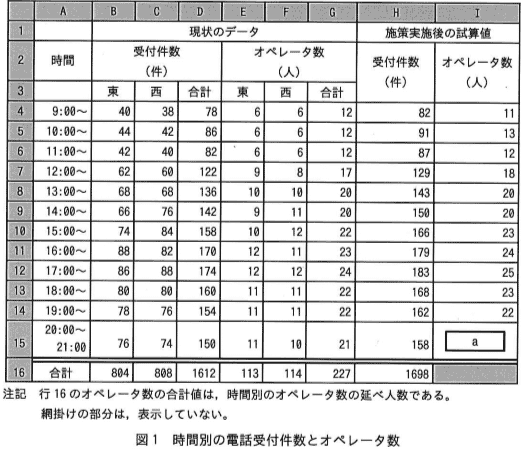 A B C D E F G H I
1 現状のデータ 施策実施後の試算値
2 時間 受付件数(件) オペレータ数(人) 受付件数(件) オペレータ数(人)
3 東 西 合計 東 西 合計
4 9:00～ 40 38 78 6 6 12 82 11
5 10:00～ 44 42 86 6 6 12 91 13
6 11:00～ 42 40 82 6 6 12 87 12
7 12:00～ 62 60 122 9 8 17 129 18
8 13:00～ 68 68 136 10 10 20 143 20
9 14:00～ 66 76 142 9 11 20 150 20
10 15:00～ 74 84 158 10 12 22 166 23
11 16:00～ 88 82 170 12 11 23 179 24
12 17:00～ 86 88 174 12 12 24 183 25
13 18:00～ 80 80 160 11 11 22 168 23
14 19:00～ 78 76 154 11 11 22 162 22
15 20:00～21:00 76 74 150 11 10 21 158 a
16 合計 804 808 1612 113 114 227 1698
注記 行16のオペレータ数の合計値は，時間別のオペレータ数の延べ人数である。
網掛けの部分は，表示していない。
図1 時間別の電話受付件数とオペレータ数